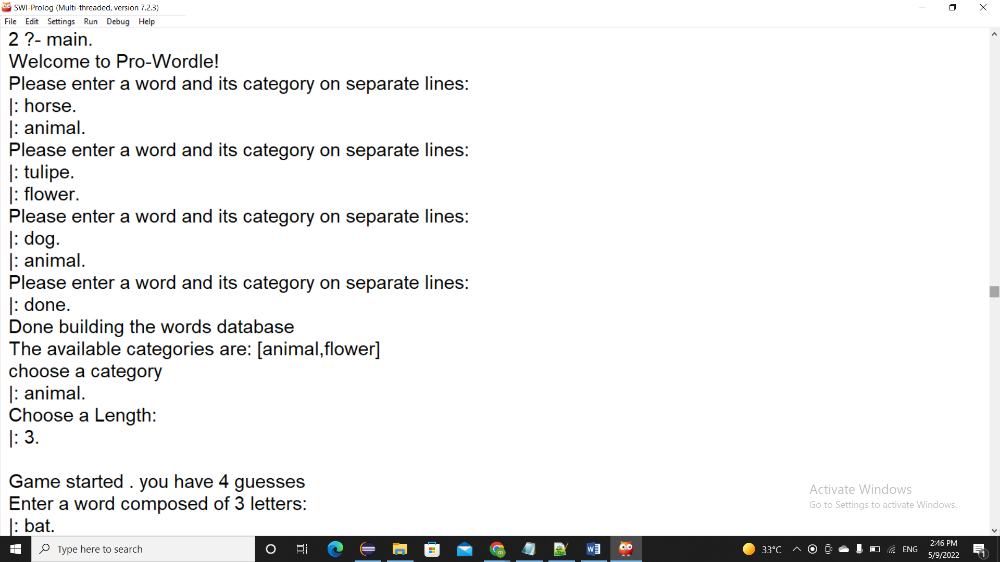 SWI-Prolog (Multi-threaded, version 7.2.3)
File Edit Settings Run Debug Help
2 ?- main.
Welcome to Pro-Wordle!
Please enter a word and its category on separate lines:
|: horse.
|: animal.
Please enter a word and its category on separate lines:
|: tulipe.
|: flower.
Please enter a word and its category on separate lines:
|: dog.
|: animal.
Please enter a word and its category on separate lines:
|: done.
Done building the words database
The available categories are: [animal,flower]
choose a category
|: animal.
Choose a Length:
|: 3.
Game started . you have 4 guesses
Enter a word composed of 3 letters:
|: bat.
Activate Windows
Go to Settings to activate Windows.
Type here to search
33°C
ENG
2:46 PM
5/9/2022
1